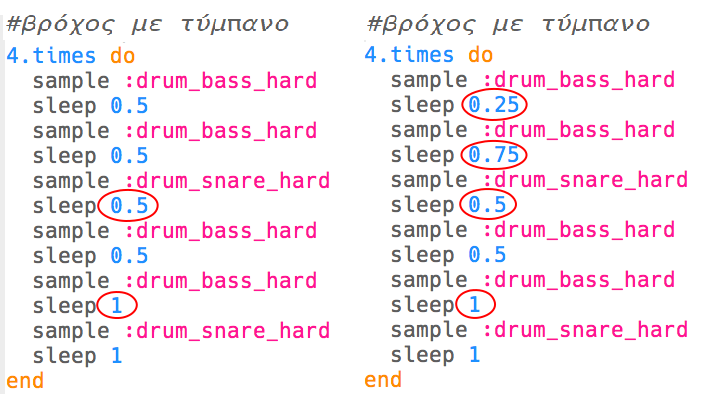 #βρόχος με τύμπανο
4.times do
  sample :drum_bass_hard
  sleep 0.5
  sample :drum_bass_hard
  sleep 0.5
  sample :drum_snare_hard
  sleep 0.5
  sample :drum_bass_hard
  sleep 0.5
  sample :drum_bass_hard
  sleep 1
  sample :drum_snare_hard
  sleep 1
end
#βρόχος με τύμπανο
4.times do
  sample :drum_bass_hard
  sleep 0.25
  sample :drum_bass_hard
  sleep 0.75
  sample :drum_snare_hard
  sleep 0.5
  sample :drum_bass_hard
  sleep 0.5
  sample :drum_bass_hard
  sleep 1
  sample :drum_snare_hard
  sleep 1
end